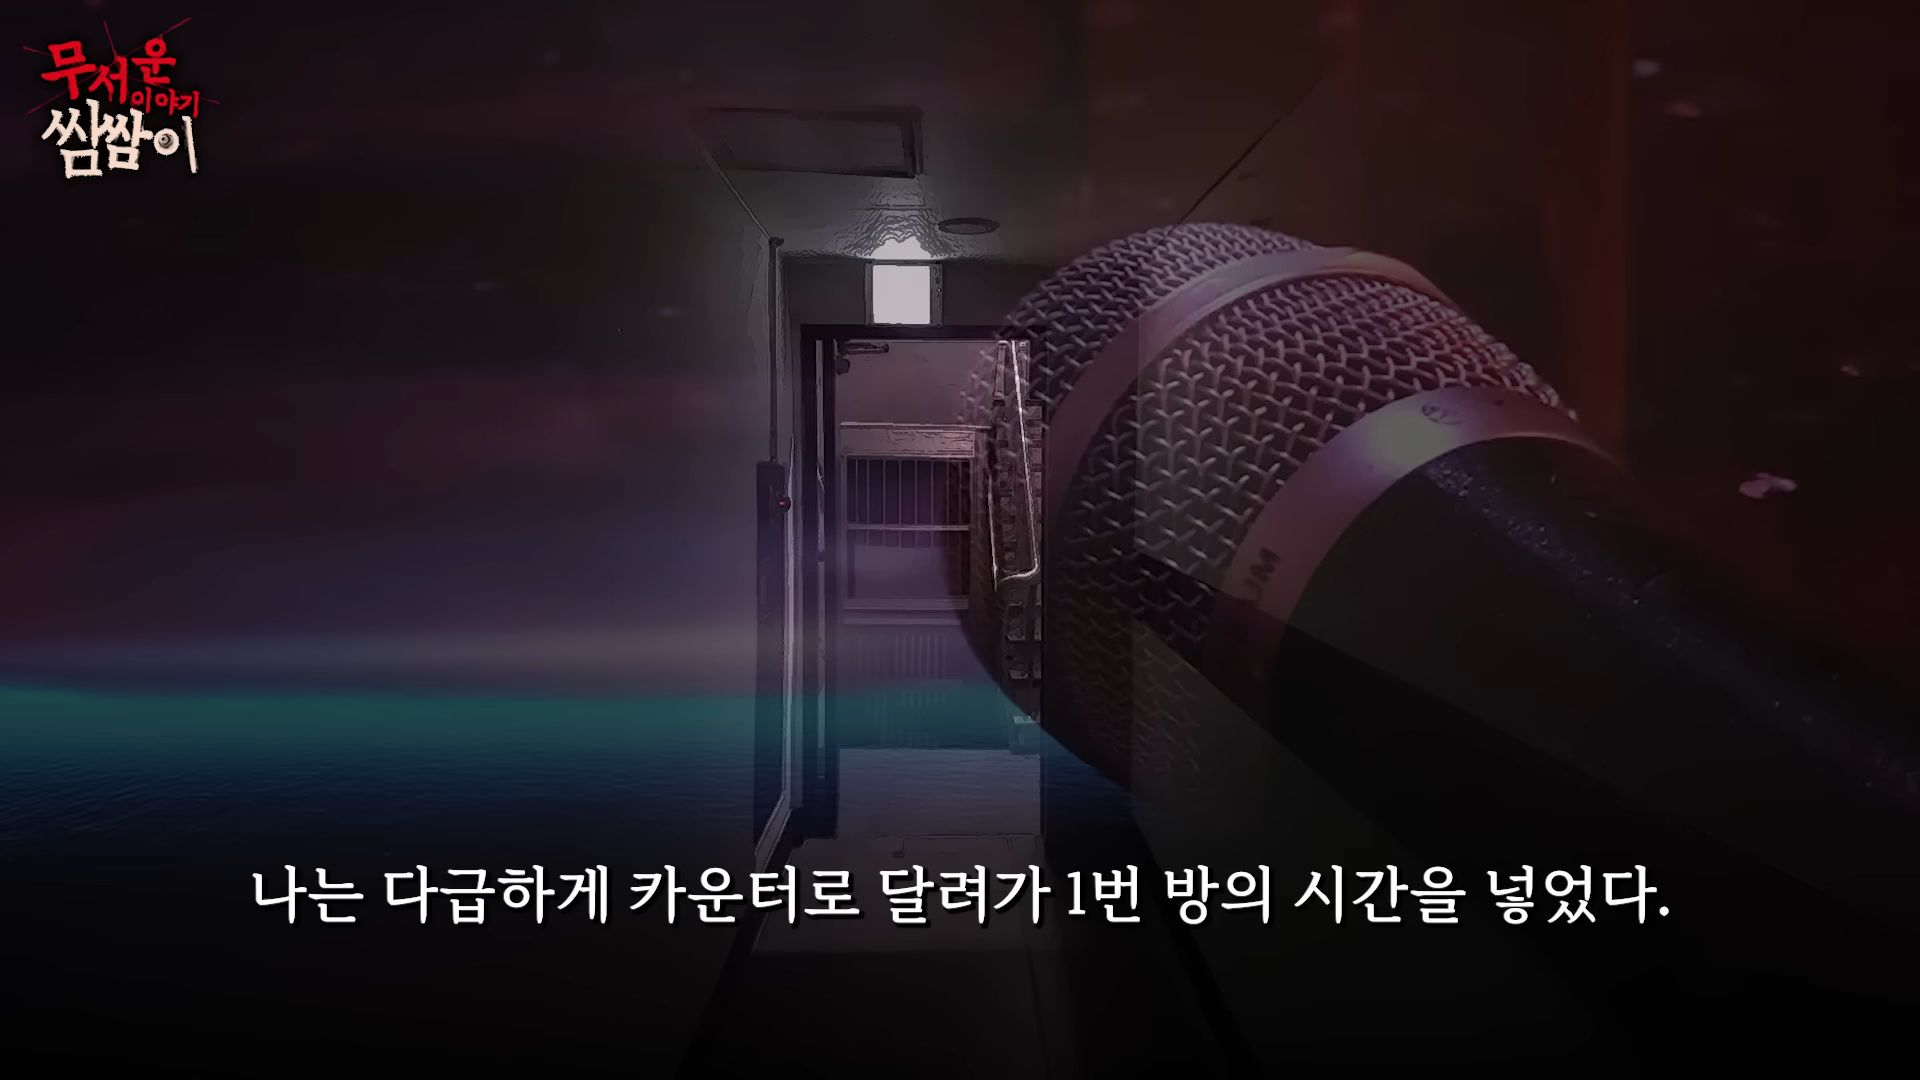 무서운
이야기
씸쌈이
나는 다급하게 카운터로 달려가 1번 방의 시간을 넣었다.